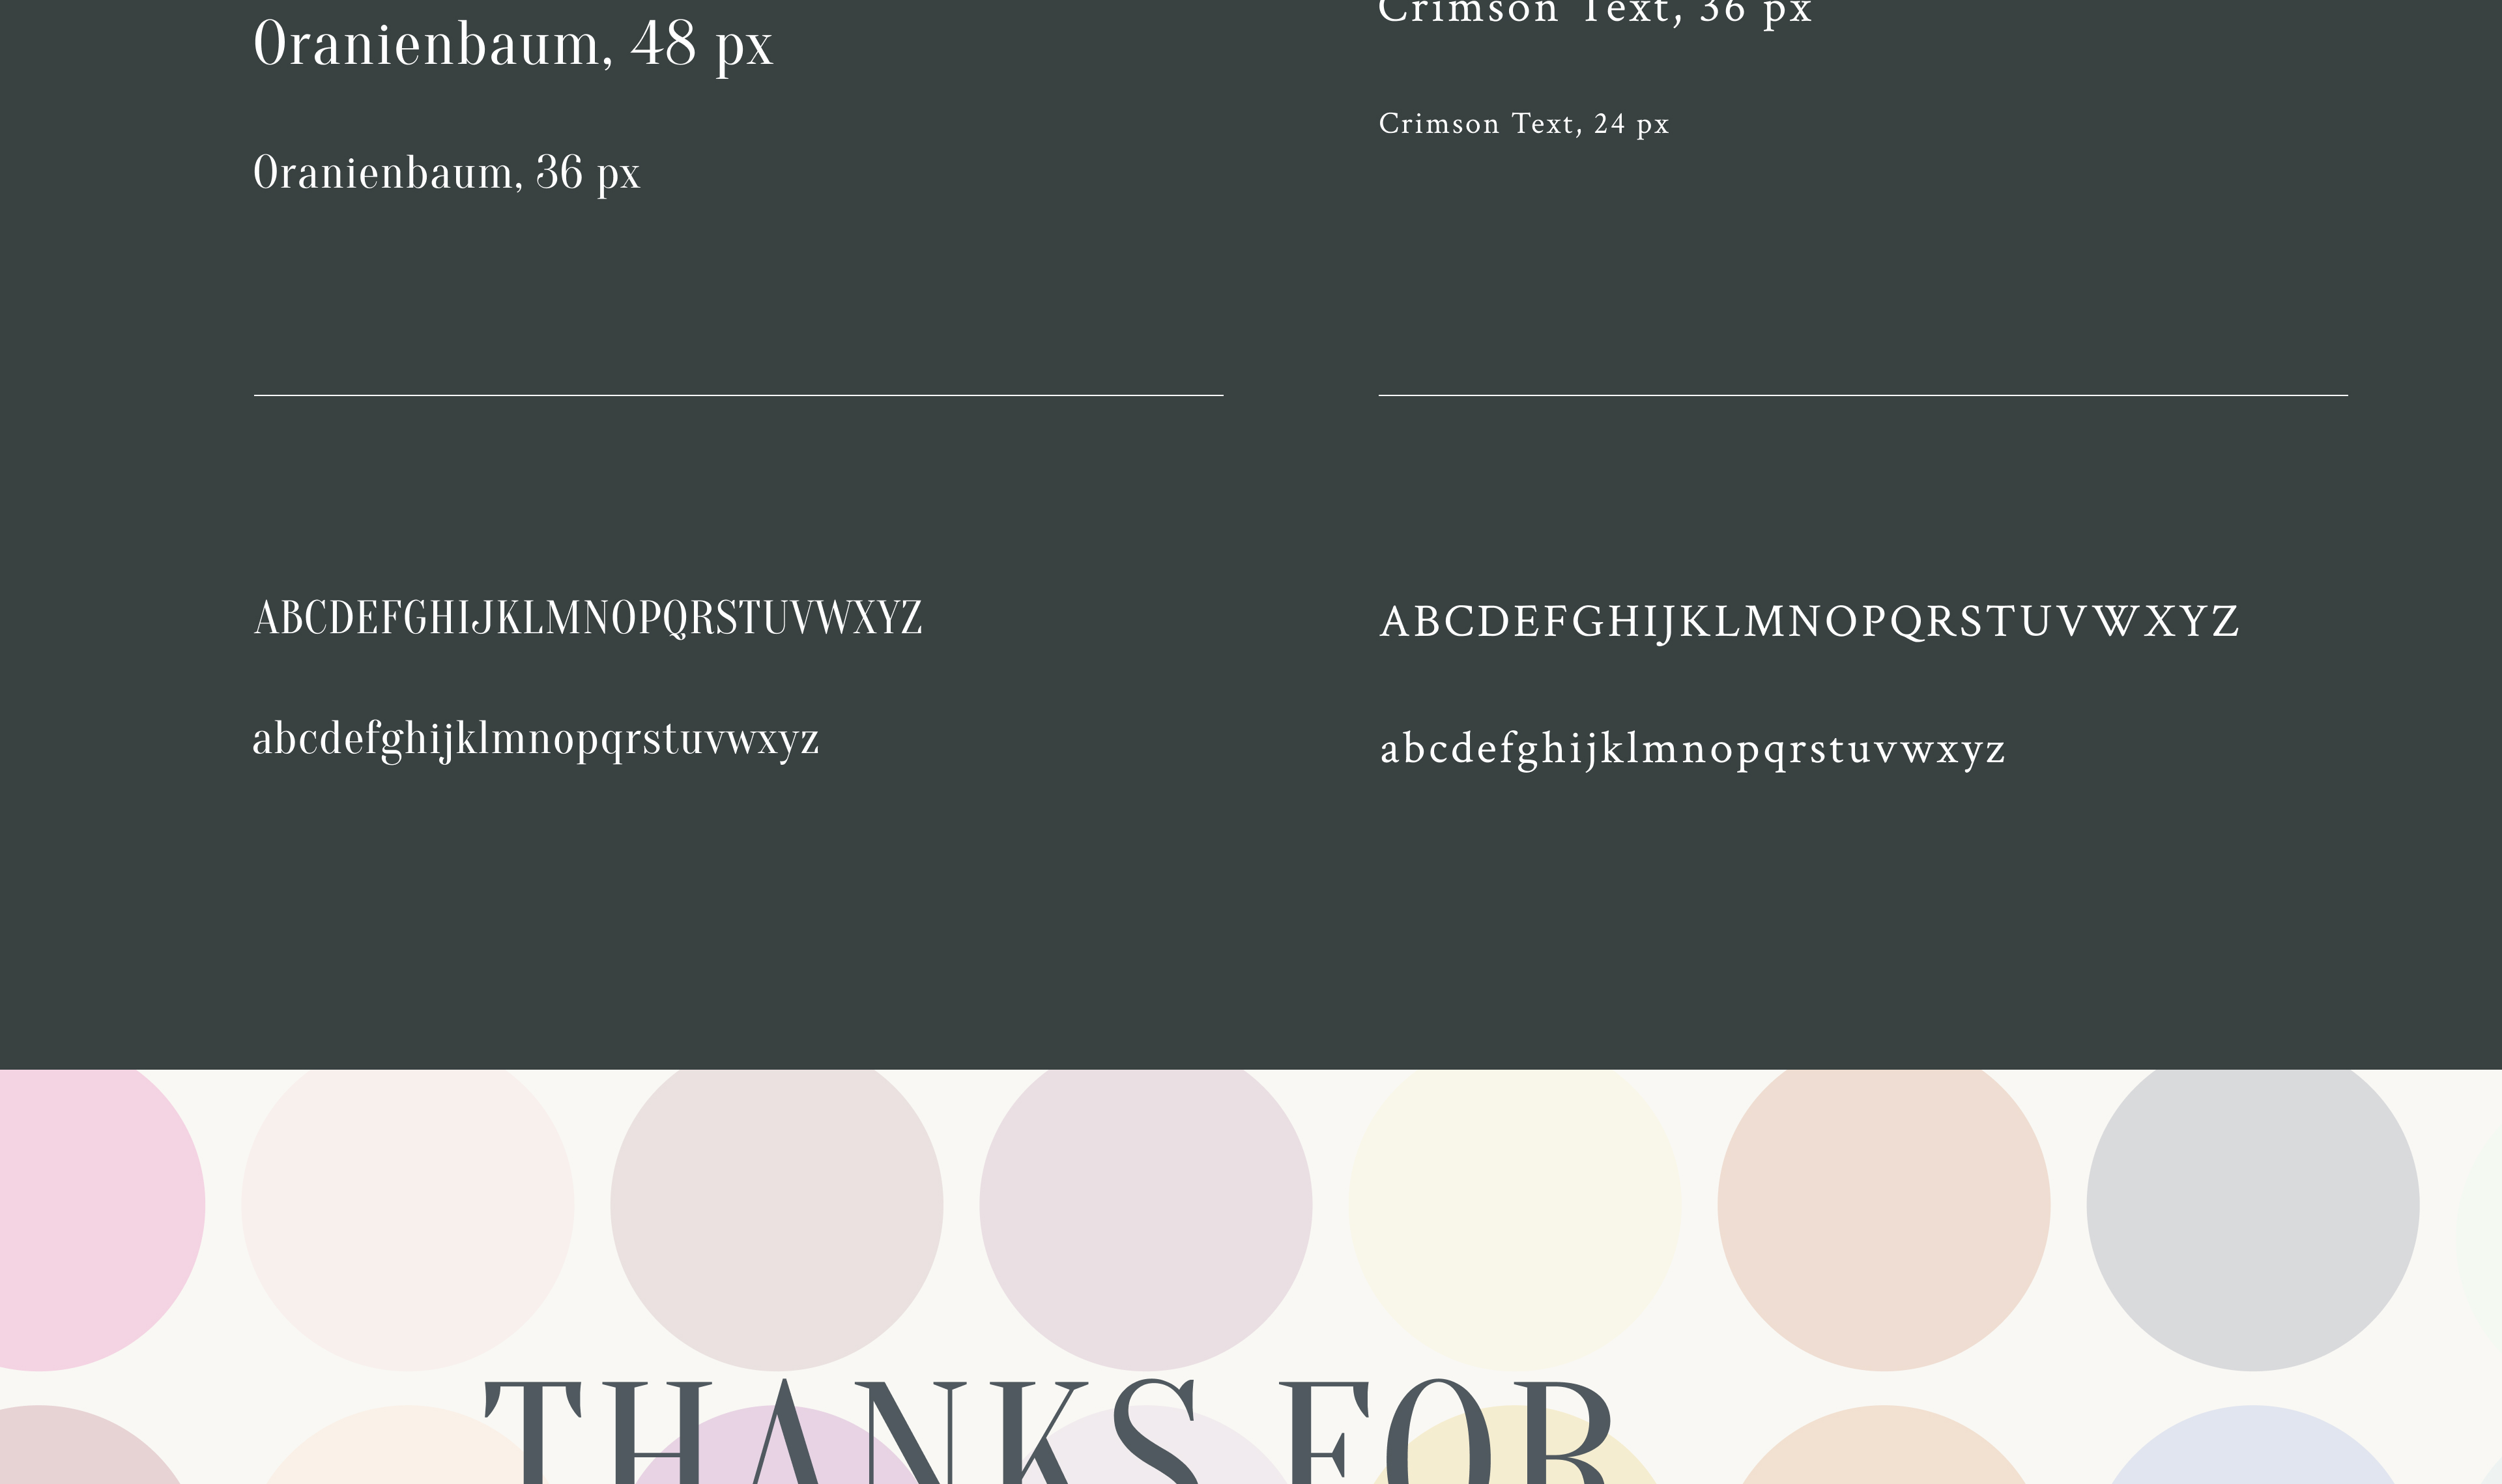 Oranienbaum, 48 px
Oranienbaum, 36 px
ABCDEFGHIJKLMNOPQRSTUVWXYZ
abcdefghijklmnopqrstuvwxyz
Crimson Text, 36 px
Crimson Text, 24 px
ABCDEFGHIJKLMNOPQRSTUVWXYZ
abcdefghijklmnopqrstuvwxyz
THANKS FOR